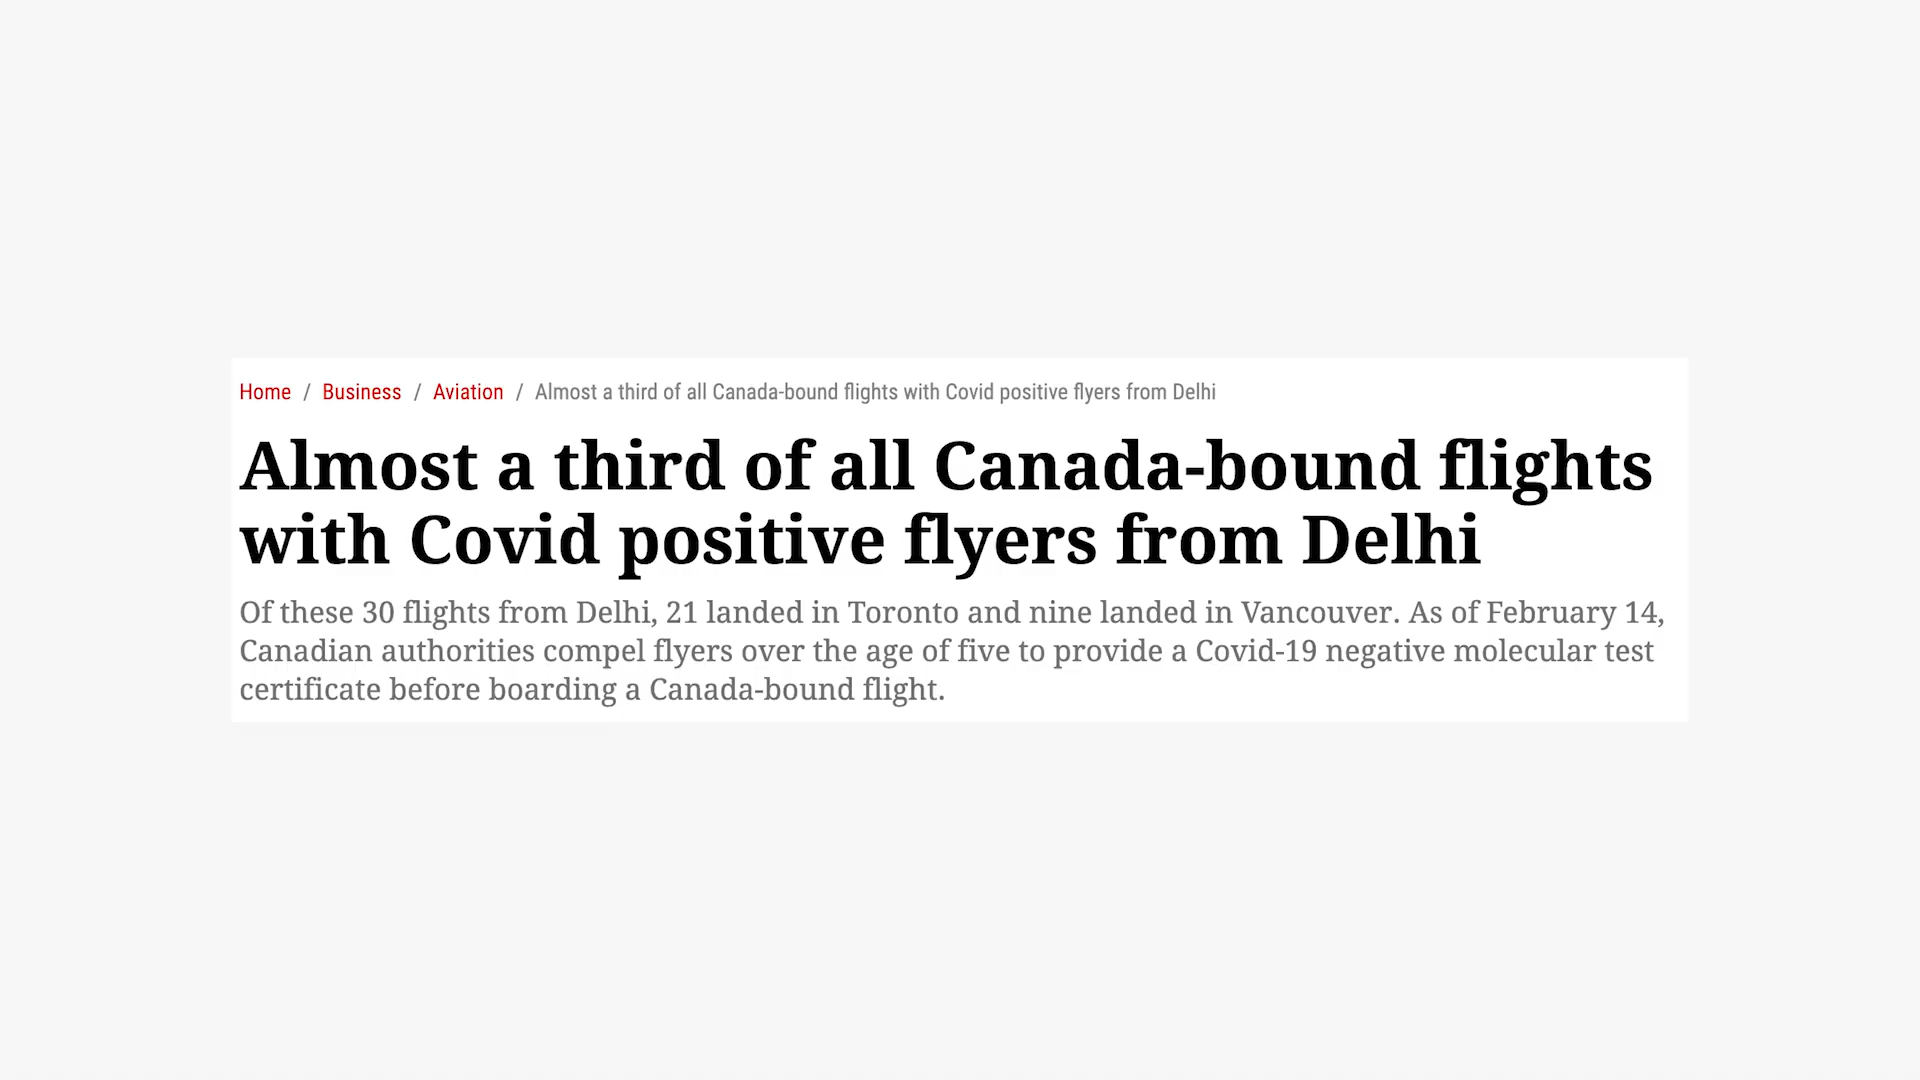 Home / Business / Aviation / Almost a third of all Canada-bound flights with Covid positive flyers from Delhi
Almost a third of all Canada-bound flights
with Covid positive flyers from Delhi
Of these 30 flights from Delhi, 21 landed in Toronto and nine landed in Vancouver. As of February 14,
Canadian authorities compel flyers over the age of five to provide a Covid-19 negative molecular test
certificate before boarding a Canada-bound flight.